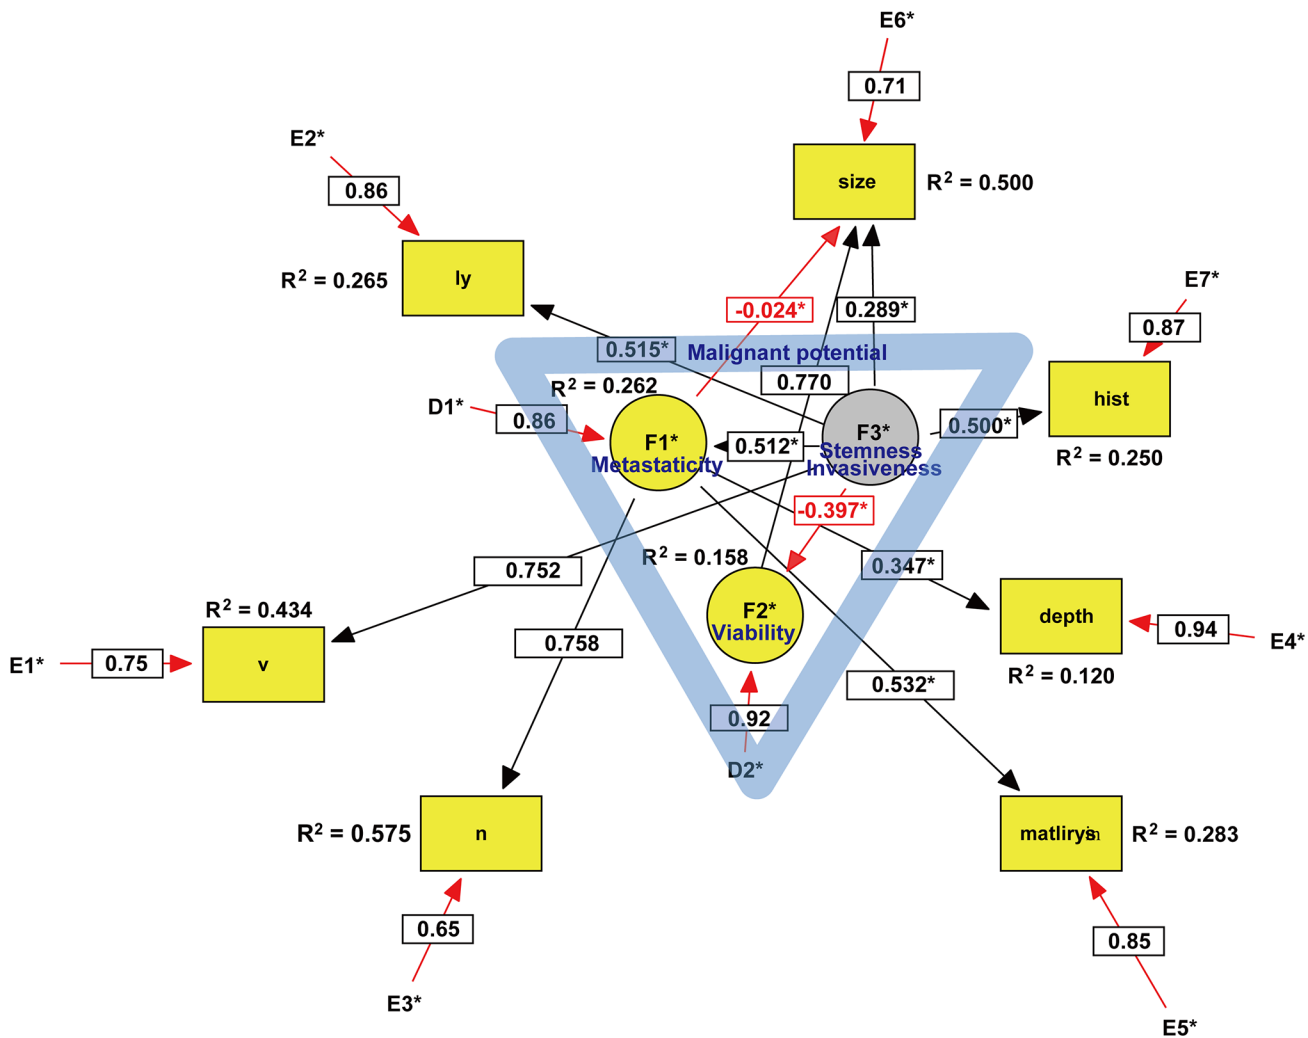 E6*
0.71
size
R² = 0.500
E2*
0.86
R² = 0.265
ly
E7*
0.87
-0.024*
0.289*
0.515*
Malignant potential
0.770
R² = 0.262
hist
R² = 0.250
D1*
0.86
F1*
Metastaticity
0.512*
F3*
Stemness
Invasiveness
0.500*
-0.397*
R² = 0.158
0.752
0.347*
F2*
Viability
R² = 0.434
E1*
0.75
v
0.758
depth
0.94
E4*
R² = 0.120
0.532*
0.92
D2*
R² = 0.575
n
R² = 0.283
0.65
E3*
0.85
E5*